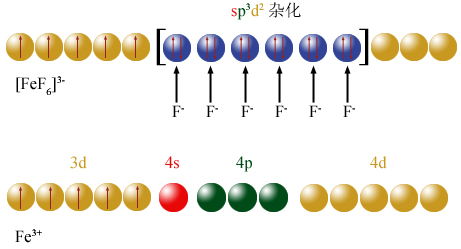 sp³d² 杂化
[FeF₆]³⁻
F⁻ F⁻ F⁻ F⁻ F⁻ F⁻
3d 4s 4p 4d
Fe³⁺